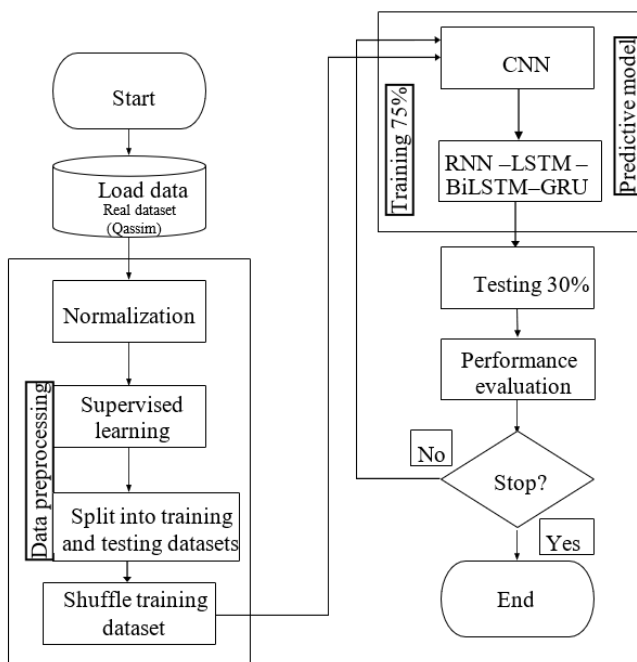 Start
Load data
Real dataset
(Qassim)
Data preprocessing
Normalization
Supervised
learning
Split into training
and testing datasets
Shuffle training
dataset
Training 75%
Predictive model
CNN
RNN –LSTM –
BiLSTM–GRU
Testing 30%
Performance
evaluation
Stop?
No
Yes
End